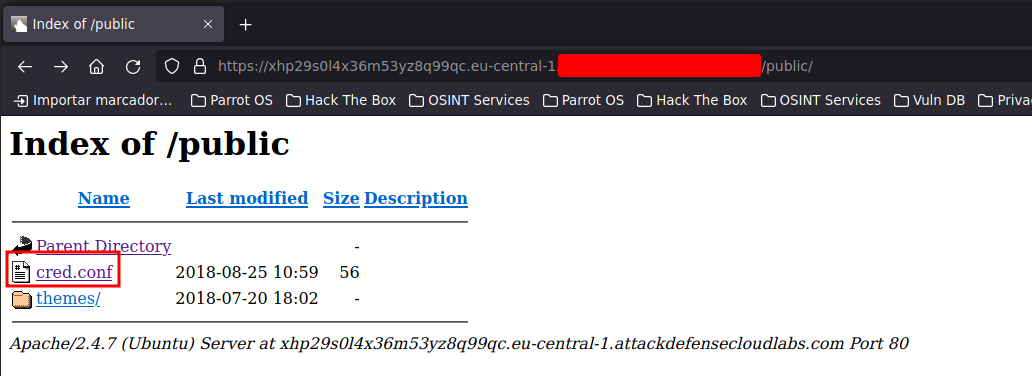 Index of /public
https://xhp29s0l4x36m53yz8q99qc.eu-central-1. /public/
Importar marcador... Parrot OS Hack The Box OSINT Services Parrot OS Hack The Box OSINT Services Vuln DB Priva
Index of /public
Name Last modified Size Description
Parent Directory -
cred.conf 2018-08-25 10:59 56
themes/ 2018-07-20 18:02 -
Apache/2.4.7 (Ubuntu) Server at xhp29s0l4x36m53yz8q99qc.eu-central-1.attackdefensecloudlabs.com Port 80